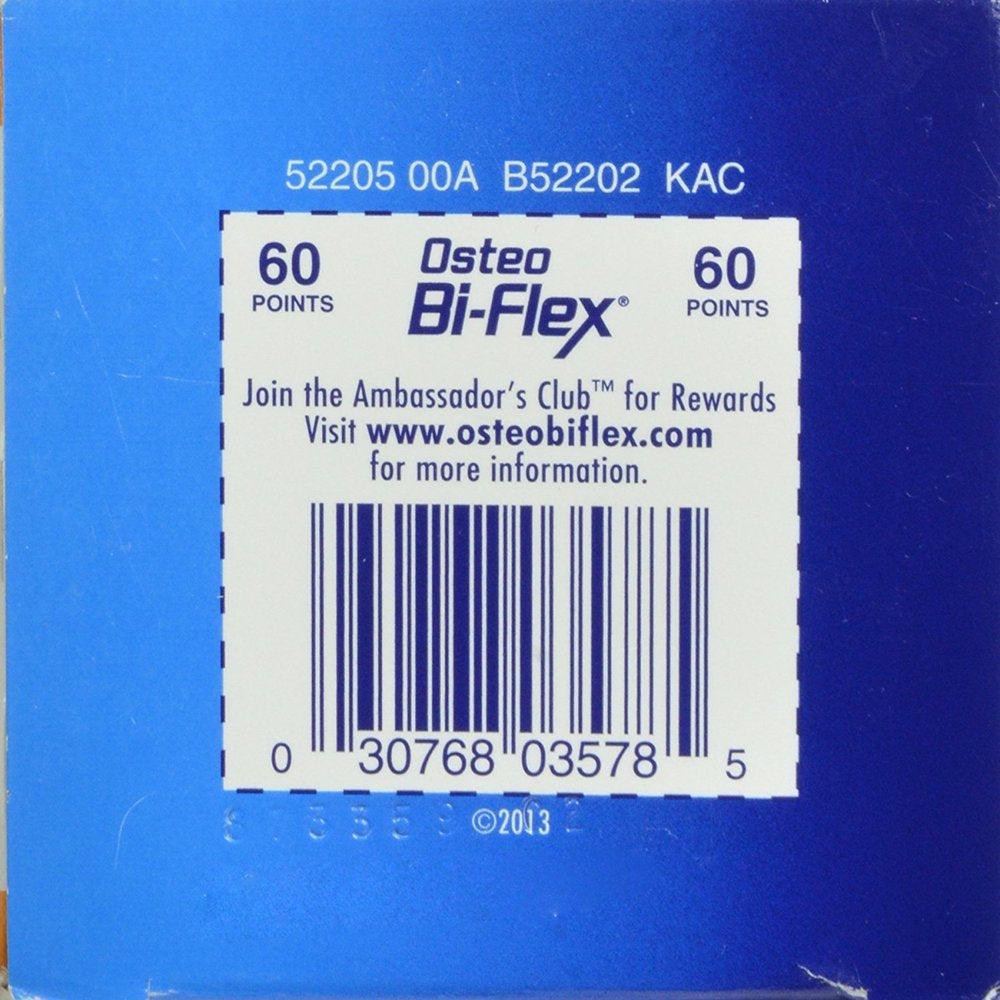 52205 00A B52202 KAC
60 POINTS
Osteo Bi-Flex®
60 POINTS
Join the Ambassador's Club™ for Rewards
Visit www.osteobiflex.com
for more information.
0 30768 03578 5
©2013